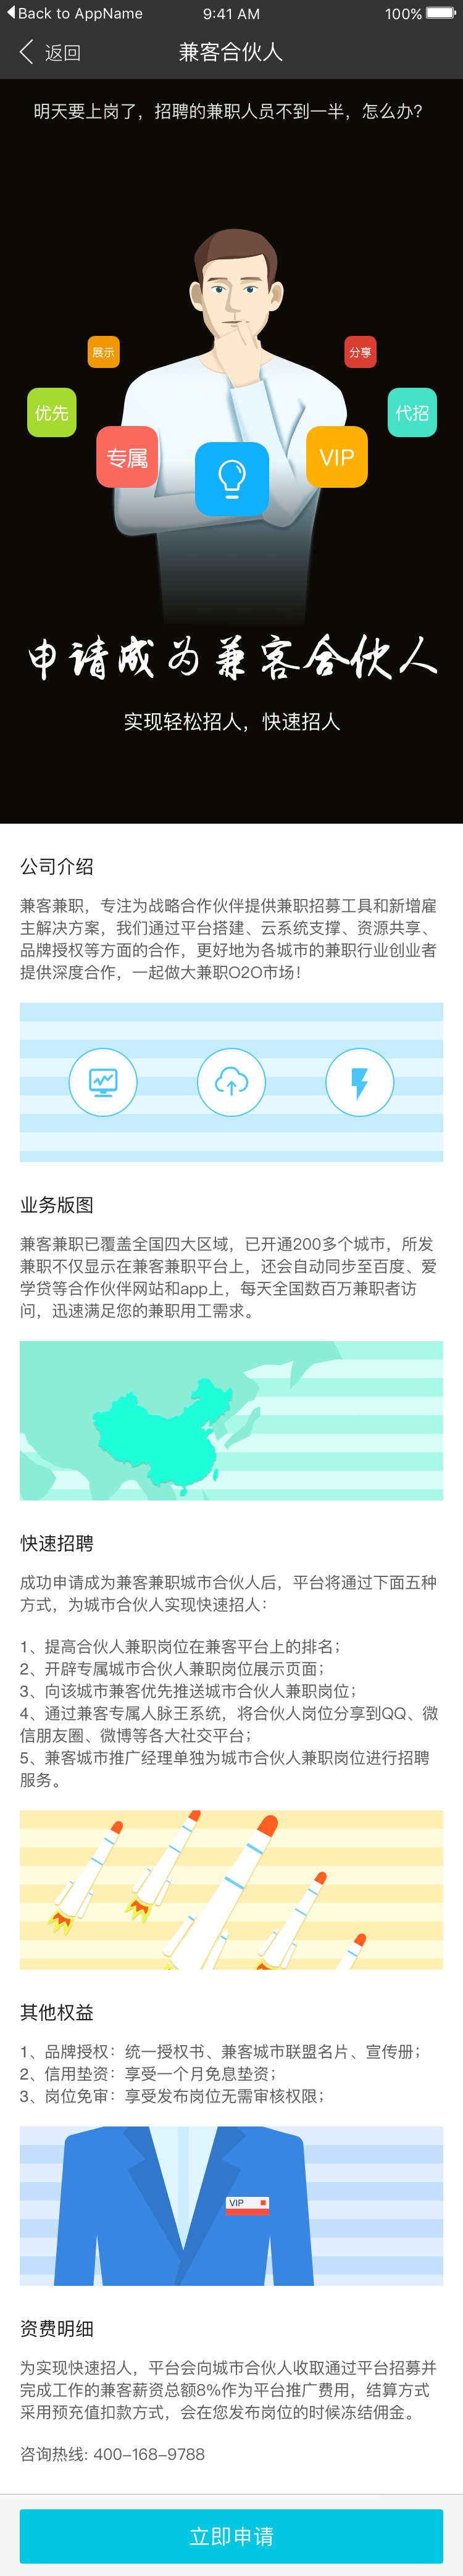 Back to AppName 9:41 AM 100%
返回 兼客合伙人
明天要上岗了，招聘的兼职人员不到一半，怎么办？
展示 分享
优先 代招
专属 VIP
申请成为兼客合伙人
实现轻松招人，快速招人
公司介绍
兼客兼职，专注为战略合作伙伴提供兼职招募工具和新增雇
主解决方案，我们通过平台搭建、云系统支撑、资源共享、
品牌授权等方面的合作，更好地为各城市的兼职行业创业者
提供深度合作，一起做大兼职O2O市场！
业务版图
兼客兼职已覆盖全国四大区域，已开通200多个城市，所发
兼职不仅显示在兼客兼职平台上，还会自动同步至百度、爱
学贷等合作伙伴网站和app上，每天全国数百万兼职者访
问，迅速满足您的兼职用工需求。
快速招聘
成功申请成为兼客兼职城市合伙人后，平台将通过下面五种
方式，为城市合伙人实现快速招人：
1、提高合伙人兼职岗位在兼客平台上的排名；
2、开辟专属城市合伙人兼职岗位展示页面；
3、向该城市兼客优先推送城市合伙人兼职岗位；
4、通过兼客专属人脉王系统，将合伙人岗位分享到QQ、微
信朋友圈、微博等各大社交平台；
5、兼客城市推广经理单独为城市合伙人兼职岗位进行招聘
服务。
其他权益
1、品牌授权：统一授权书、兼客城市联盟名片、宣传册；
2、信用垫资：享受一个月免息垫资；
3、岗位免审：享受发布岗位无需审核权限；
VIP
资费明细
为实现快速招人，平台会向城市合伙人收取通过平台招募并
完成工作的兼客薪资总额8%作为平台推广费用，结算方式
采用预充值扣款方式，会在您发布岗位的时候冻结佣金。
咨询热线: 400-168-9788
立即申请